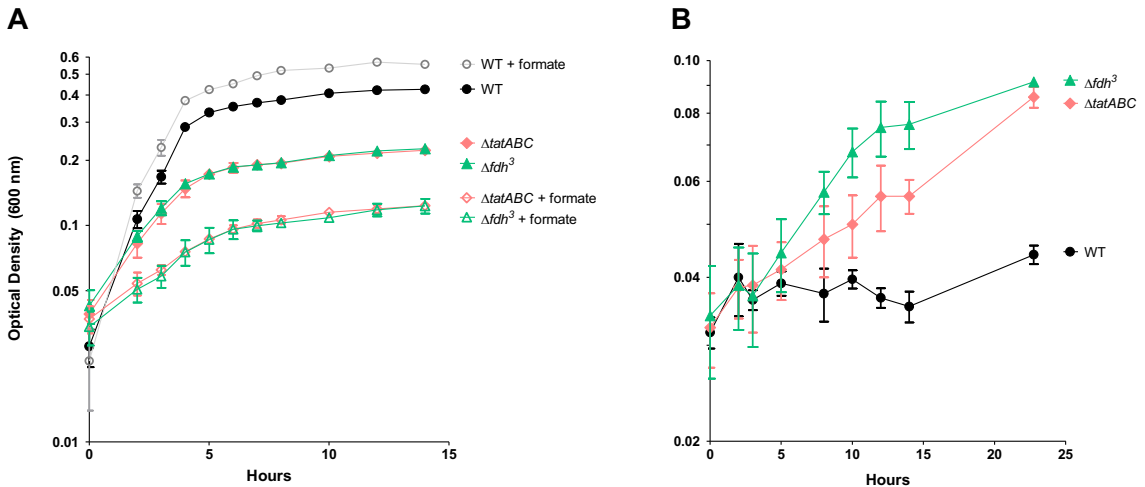 A
Optical Density (600 nm)
0.6
0.5
0.4
0.3
0.2
0.1
0.05
0.01
0
5
10
15
Hours
WT + formate
WT
ΔtatABC
Δfdh³
ΔtatABC + formate
Δfdh³ + formate
B
0.10
0.08
0.06
0.04
0.02
0
5
10
15
20
25
Hours
Δfdh³
ΔtatABC
WT